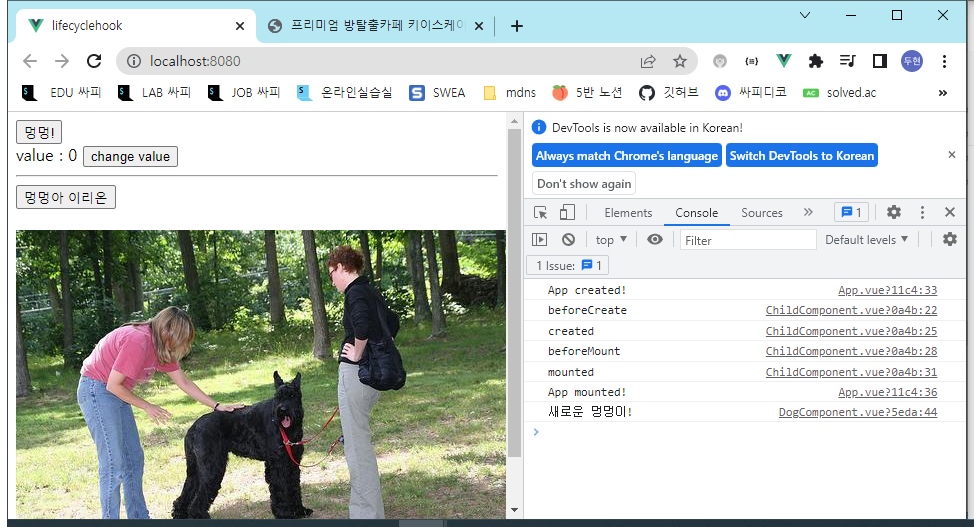 lifecyclehook
프리미엄 방탈출카페 키이스케이
localhost:8080
두현
EDU 싸피 LAB 싸피 JOB 싸피 온라인실습실 SWEA mdns 5반 노션 깃허브 싸피디코 solved.ac »
멍멍!
value : 0 change value
멍멍아 이리온
DevTools is now available in Korean!
Always match Chrome's language Switch DevTools to Korean
Don't show again
Elements Console Sources » 1
top ▼ Filter Default levels ▼
1 Issue: 1
App created! App.vue?11c4:33
beforeCreate ChildComponent.vue?0a4b:22
created ChildComponent.vue?0a4b:25
beforeMount ChildComponent.vue?0a4b:28
mounted ChildComponent.vue?0a4b:31
App mounted! App.vue?11c4:36
새로운 멍멍이! DogComponent.vue?5eda:44